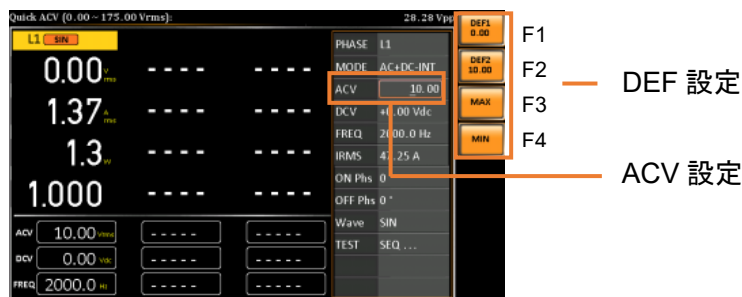 Quick ACV (0.00 ~ 175.00 Vrms): 28.28 Vpp
L1 SIN
0.00 V rms
1.37 A rms
1.3 W
1.000
- - - - - - - -
- - - - - - - -
- - - - - - - -
- - - - - - - -
ACV 10.00 Vrms - - - - - - - - - -
DCV 0.00 Vdc - - - - - - - - - -
FREQ 2000.0 Hz - - - - - - - - - -
PHASE L1
MODE AC+DC-INT
ACV 10.00
DCV +0.00 Vdc
FREQ 2000.0 Hz
IRMS 47.25 A
ON Phs 0
OFF Phs 0 °
Wave SIN
TEST SEQ ...
DEF1 0.00
DEF2 10.00
MAX
MIN
F1
F2
F3
F4
DEF 設定
ACV 設定